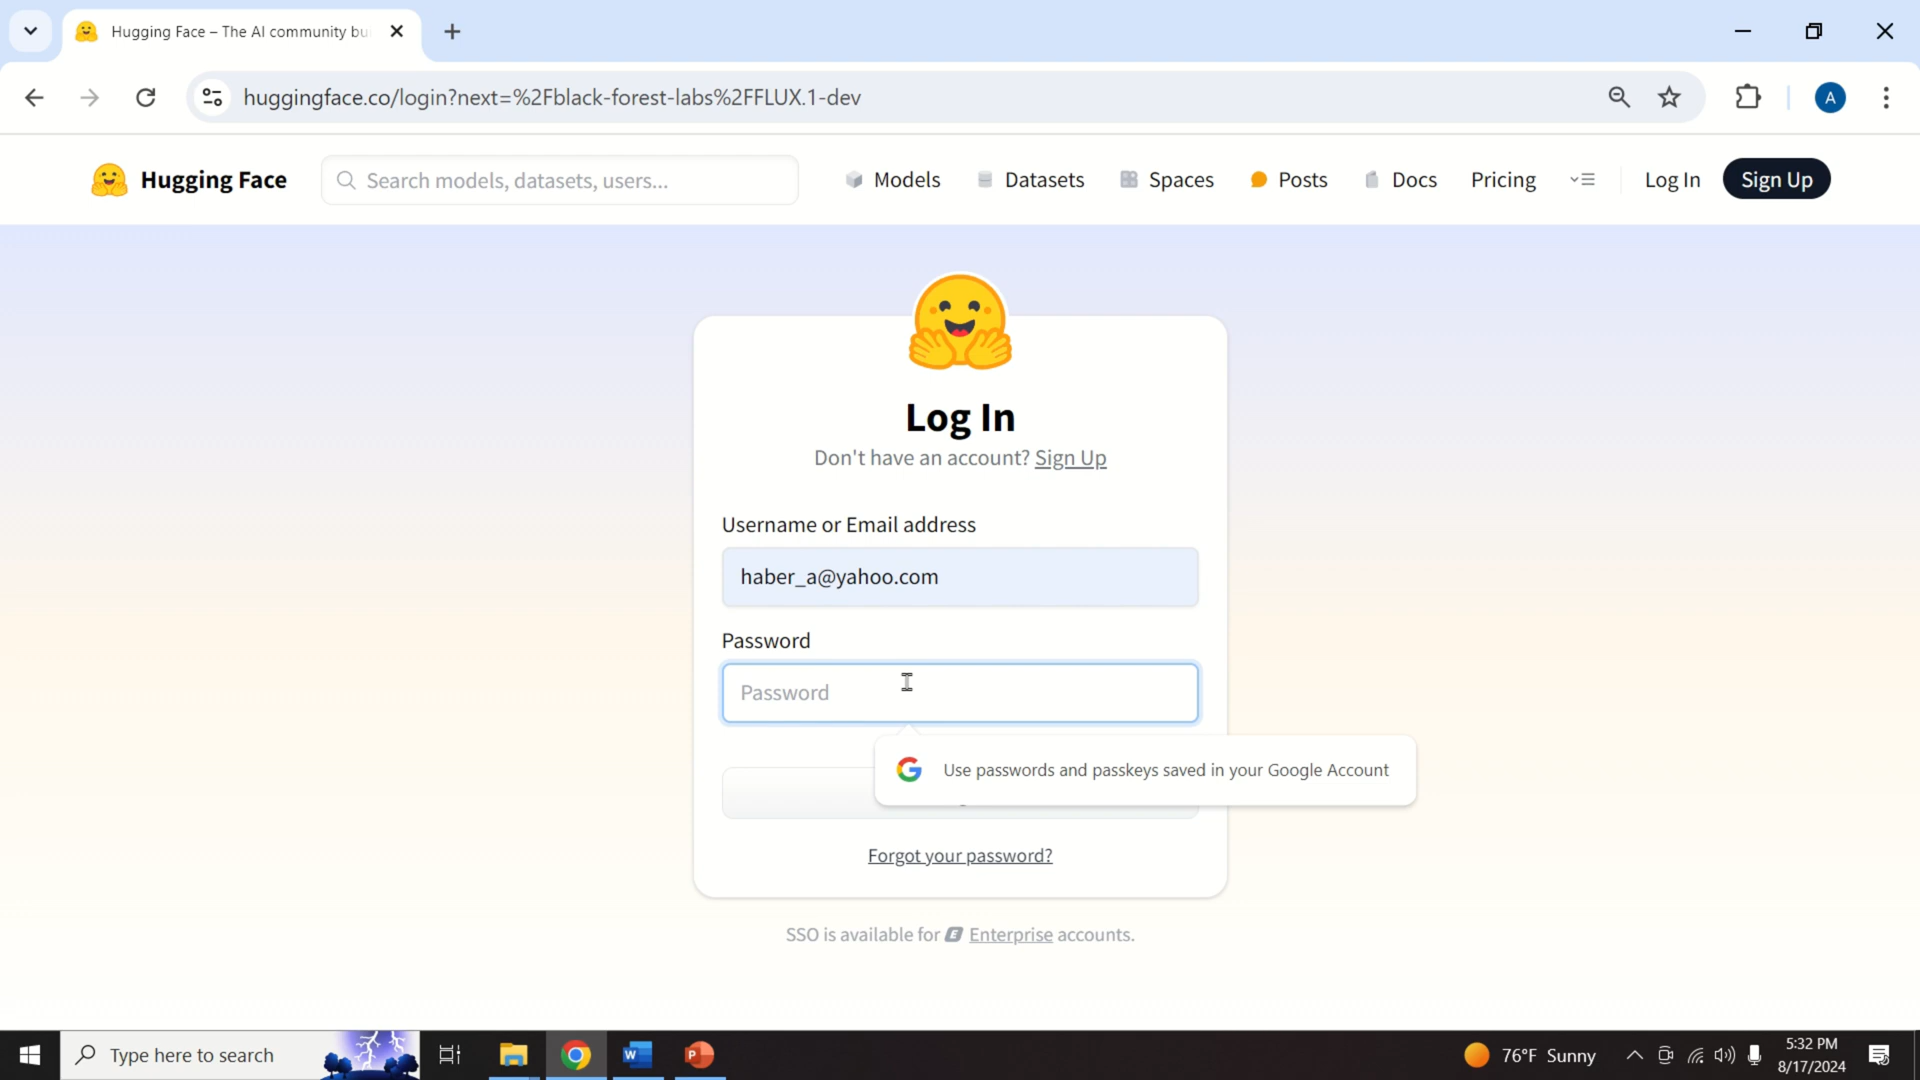 Hugging Face – The AI community bu
huggingface.co/login?next=%2Fblack-forest-labs%2FFLUX.1-dev
A
Hugging Face
Search models, datasets, users...
Models
Datasets
Spaces
Posts
Docs
Pricing
Log In
Sign Up
Log In
Don't have an account? Sign Up
Username or Email address
haber_a@yahoo.com
Password
Password
Use passwords and passkeys saved in your Google Account
Forgot your password?
SSO is available for E Enterprise accounts.
Type here to search
W
P
76°F Sunny
5:32 PM
8/17/2024